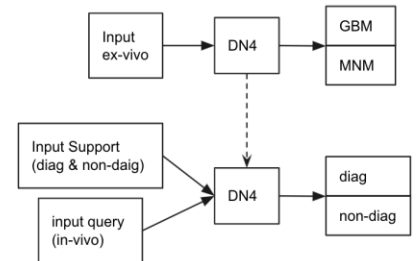 Input
ex-vivo
DN4
GBM
MNM
Input Support
(diag & non-daig)
DN4
diag
non-diag
input query
(in-vivo)